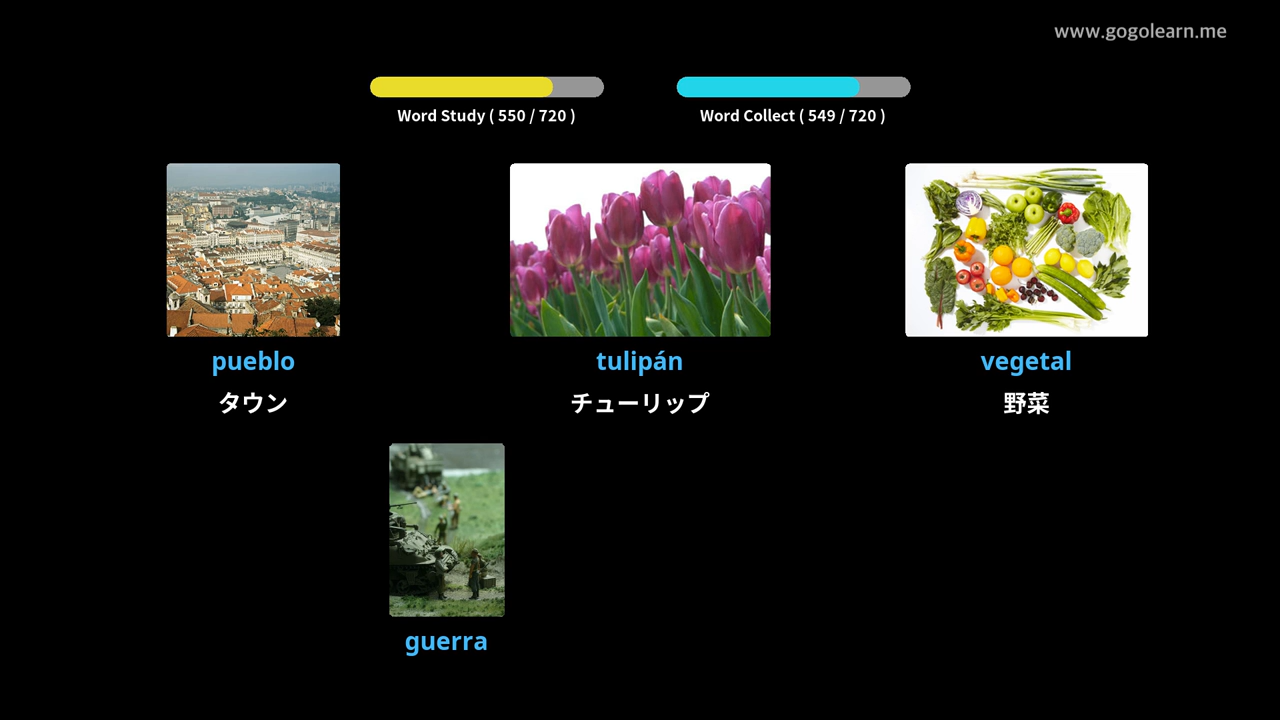 www.gogolearn.me
Word Study ( 550 / 720 )
Word Collect ( 549 / 720 )
pueblo
タウン
tulipán
チューリップ
vegetal
野菜
guerra